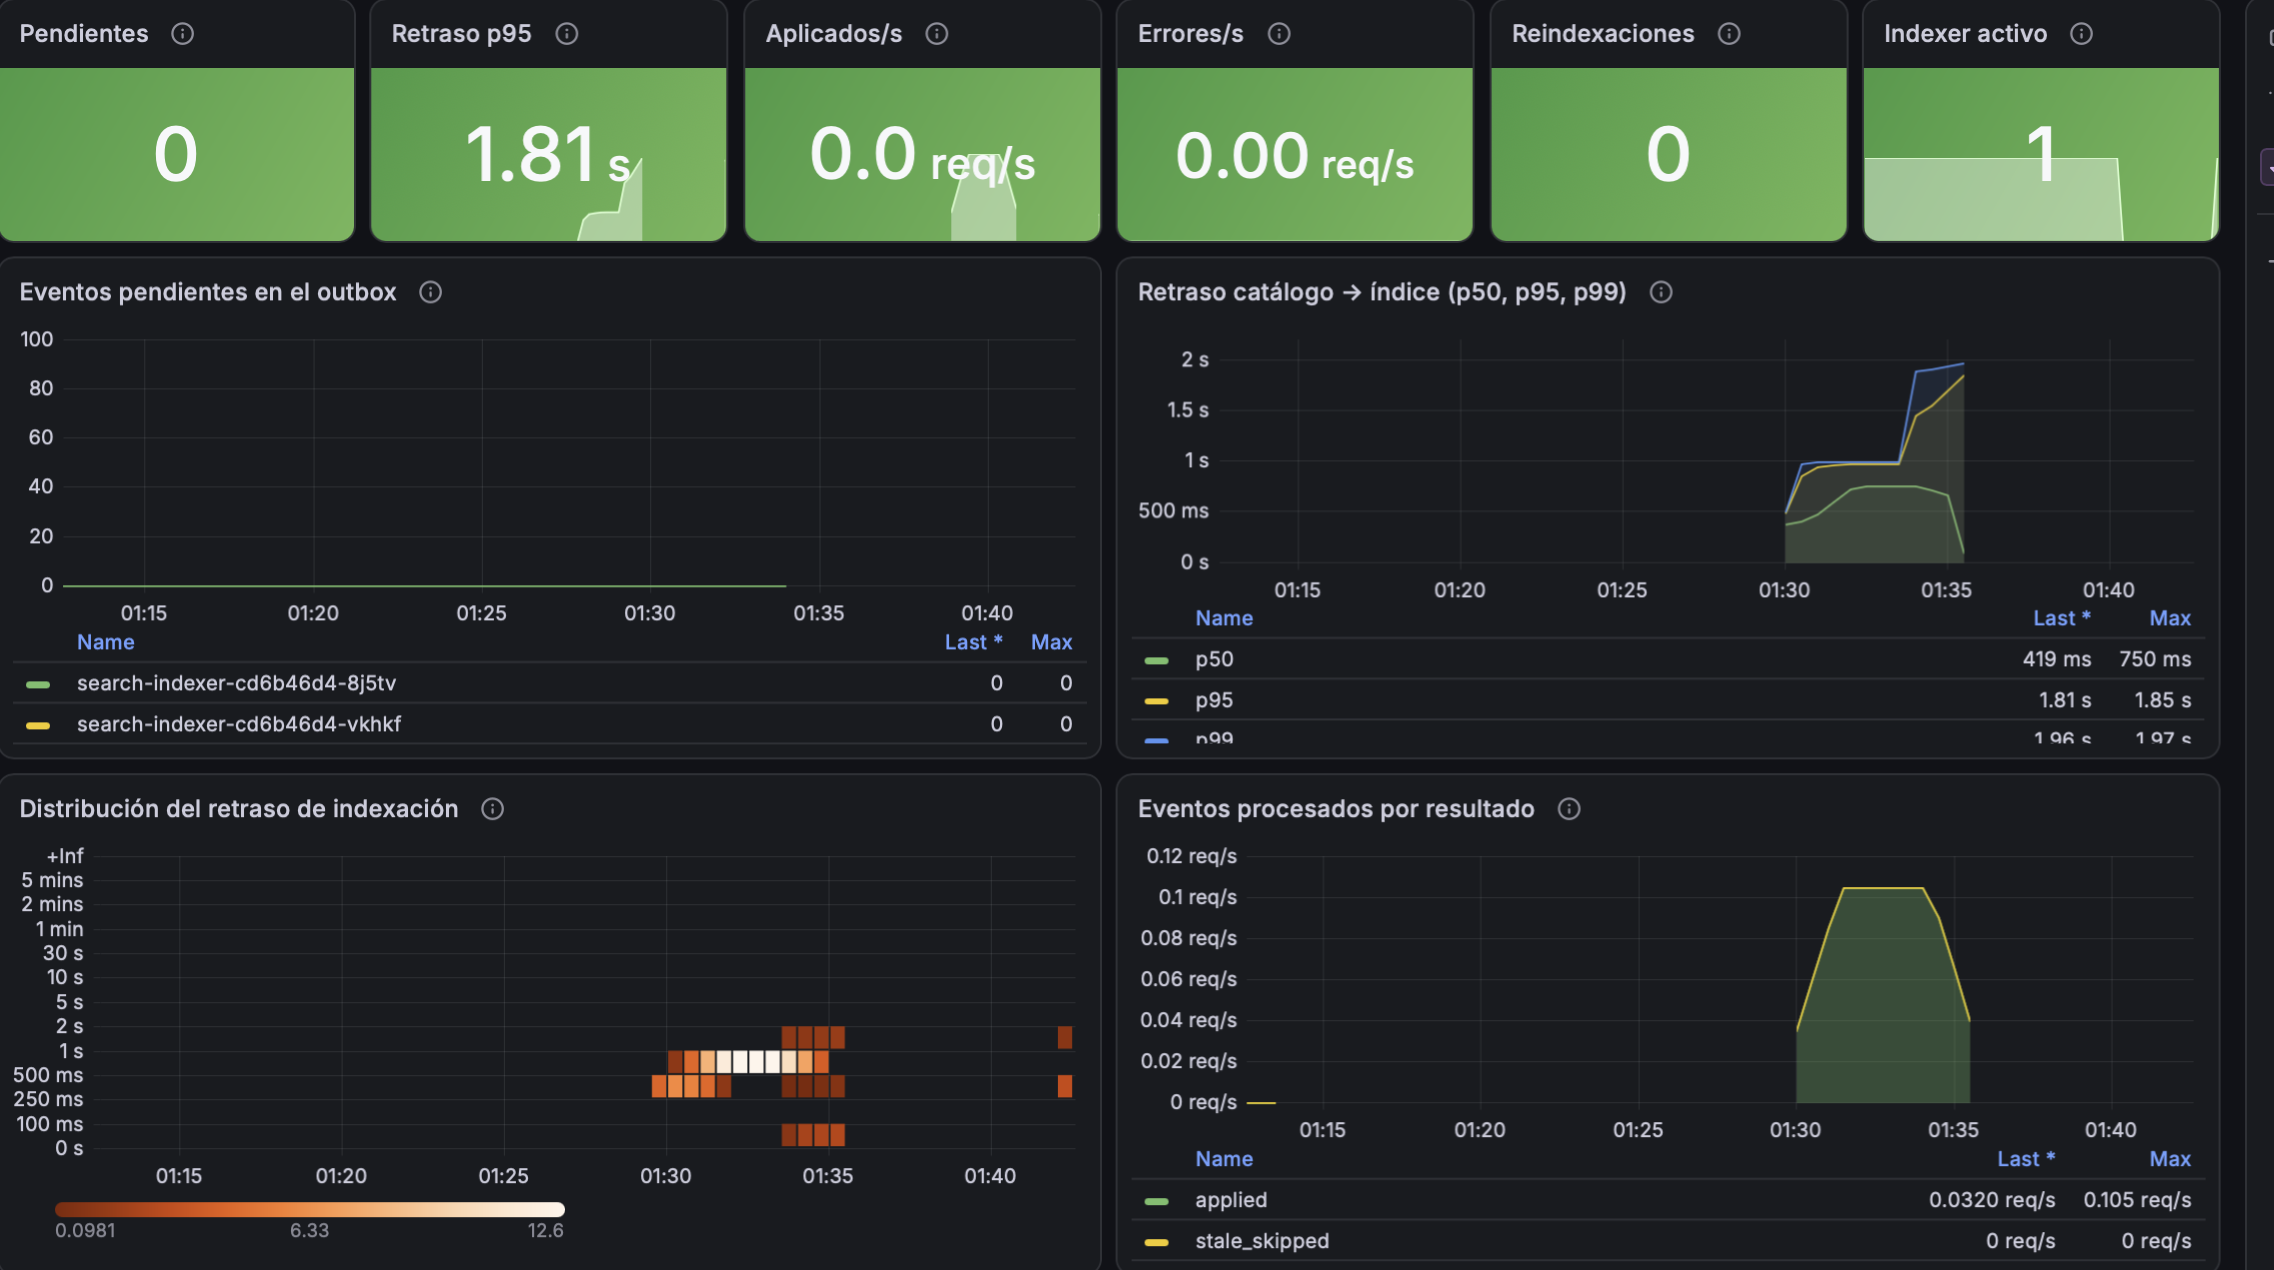 Pendientes
0
Retraso p95
1.81 s
Aplicados/s
0.0 req/s
Errores/s
0.00 req/s
Reindexaciones
0
Indexer activo
1
Eventos pendientes en el outbox
100
80
60
40
20
0
01:15 01:20 01:25 01:30 01:35 01:40
Name Last * Max
search-indexer-cd6b46d4-8j5tv 0 0
search-indexer-cd6b46d4-vkhkf 0 0
Retraso catálogo → índice (p50, p95, p99)
2 s
1.5 s
1 s
500 ms
0 s
01:15 01:20 01:25 01:30 01:35 01:40
Name Last * Max
p50 419 ms 750 ms
p95 1.81 s 1.85 s
p99 1.96 s 1.97 s
Distribución del retraso de indexación
+Inf
5 mins
2 mins
1 min
30 s
10 s
5 s
2 s
1 s
500 ms
250 ms
100 ms
0 s
01:15 01:20 01:25 01:30 01:35 01:40
0.0981 6.33 12.6
Eventos procesados por resultado
0.12 req/s
0.1 req/s
0.08 req/s
0.06 req/s
0.04 req/s
0.02 req/s
0 req/s
01:15 01:20 01:25 01:30 01:35 01:40
Name Last * Max
applied 0.0320 req/s 0.105 req/s
stale_skipped 0 req/s 0 req/s